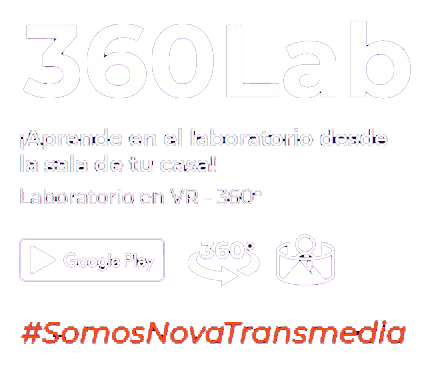 360Lab
¡Aprende en el laboratorio desde
la sala de tu casa!
Laboratorio en VR - 360°
Google Play
360°
#SomosNovaTransmedia